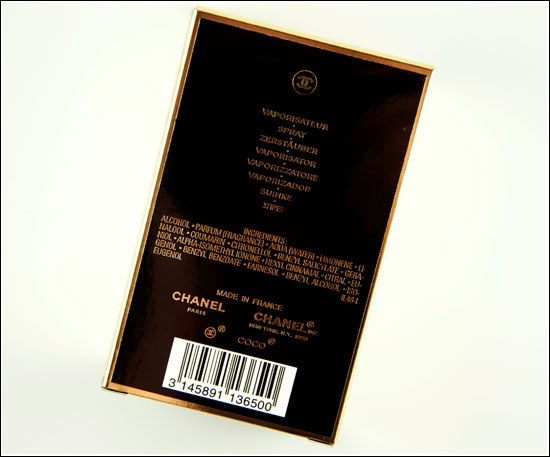 VAPORISATEUR
SPRAY
ZERSTÄUBER
VAPORISATOR
VAPORIZZATORE
VAPORIZADOR
SUIHKE
ΣΠΡΕΪ
INGREDIENTS:
ALCOHOL • PARFUM (FRAGRANCE) • AQUA (WATER) • LIMONENE • LI-
NALOOL • COUMARIN • CITRONELLOL • BENZYL SALICYLATE • GERA-
NIOL • ALPHA-ISOMETHYL IONONE • HEXYL CINNAMAL • CITRAL • EU-
GENOL • BENZYL BENZOATE • FARNESOL • BENZYL ALCOHOL • ISO-
EUGENOL
MADE IN FRANCE
CHANEL
PARIS
CHANEL® INC.
NEW YORK N.Y.
® COCO®
3 145891 136500